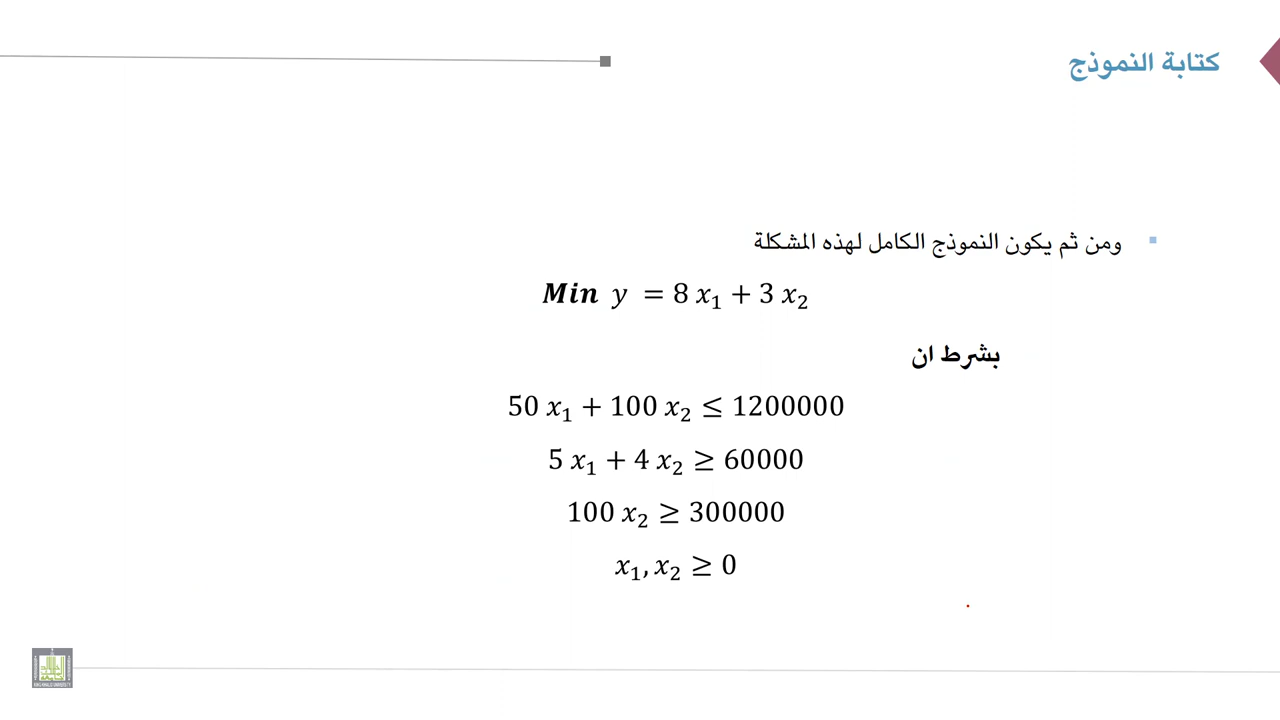 كتابة النموذج
ومن ثم يكون النموذج الكامل لهذه المشكلة
Min y = 8 x₁ + 3 x₂
بشرط ان
50 x₁ + 100 x₂ ≤ 1200000
5 x₁ + 4 x₂ ≥ 60000
100 x₂ ≥ 300000
x₁, x₂ ≥ 0